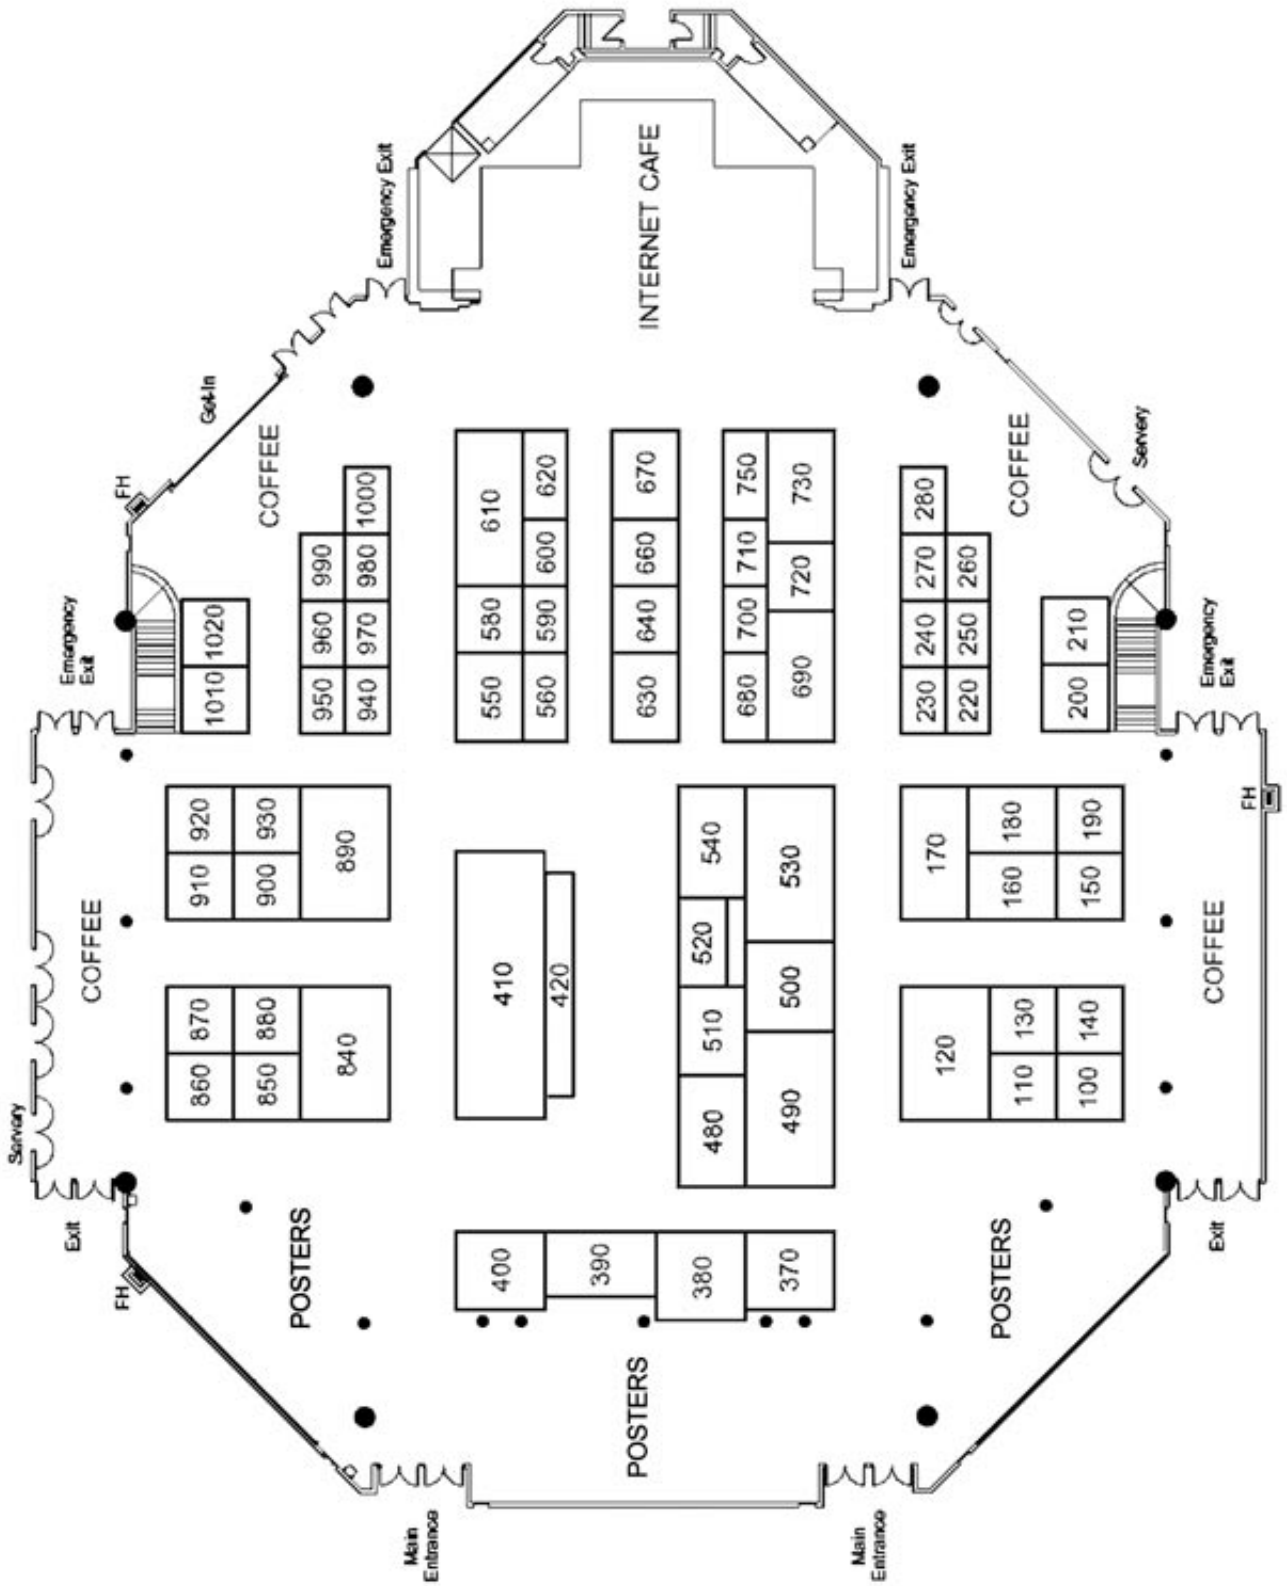 Servery
Exit
Emergency
Exit
COFFEE
FH
FH
Get-In
860 870 910 920 1010 1020
850 880 900 930
COFFEE
POSTERS
950 960 990
840 890
940 970 980 1000
Emergency Exit
Main
Entrance
400 410 550 580 610
420 560 590 600 620
390
POSTERS
630 640 660 670
INTERNET CAFE
380 480 510 520 540
680 700 710 750
370 490 500 530
690 720 730
Main
Entrance
Emergency Exit
120 170 230 240 270 280
220 250 260
POSTERS
110 130 160 180
COFFEE
100 140 150 190 200 210
Servery
Exit
COFFEE
Emergency
Exit
FH